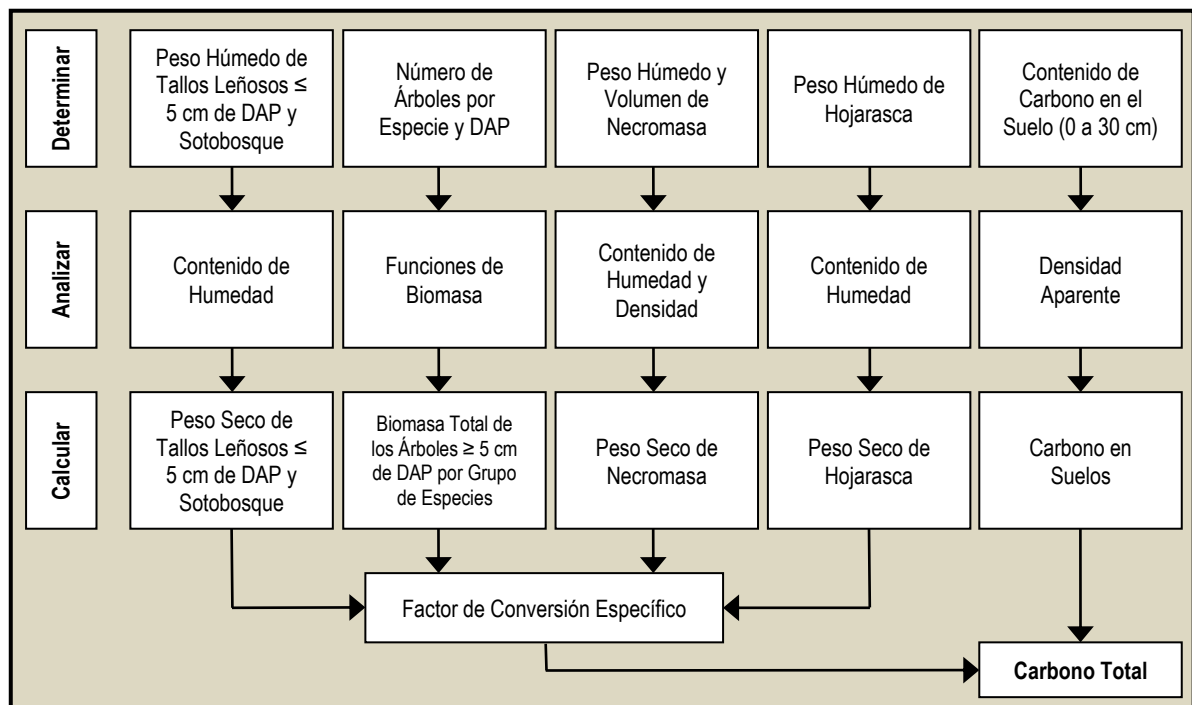 Determinar
Peso Húmedo de
Tallos Leñosos ≤
5 cm de DAP y
Sotobosque
Número de
Árboles por
Especie y DAP
Peso Húmedo y
Volumen de
Necromasa
Peso Húmedo de
Hojarasca
Contenido de
Carbono en el
Suelo (0 a 30 cm)
Analizar
Contenido de
Humedad
Funciones de
Biomasa
Contenido de
Humedad y
Densidad
Contenido de
Humedad
Densidad
Aparente
Calcular
Peso Seco de
Tallos Leñosos ≤
5 cm de DAP y
Sotobosque
Biomasa Total de
los Árboles ≥ 5 cm
de DAP por Grupo
de Especies
Peso Seco de
Necromasa
Peso Seco de
Hojarasca
Carbono en
Suelos
Factor de Conversión Específico
Carbono Total